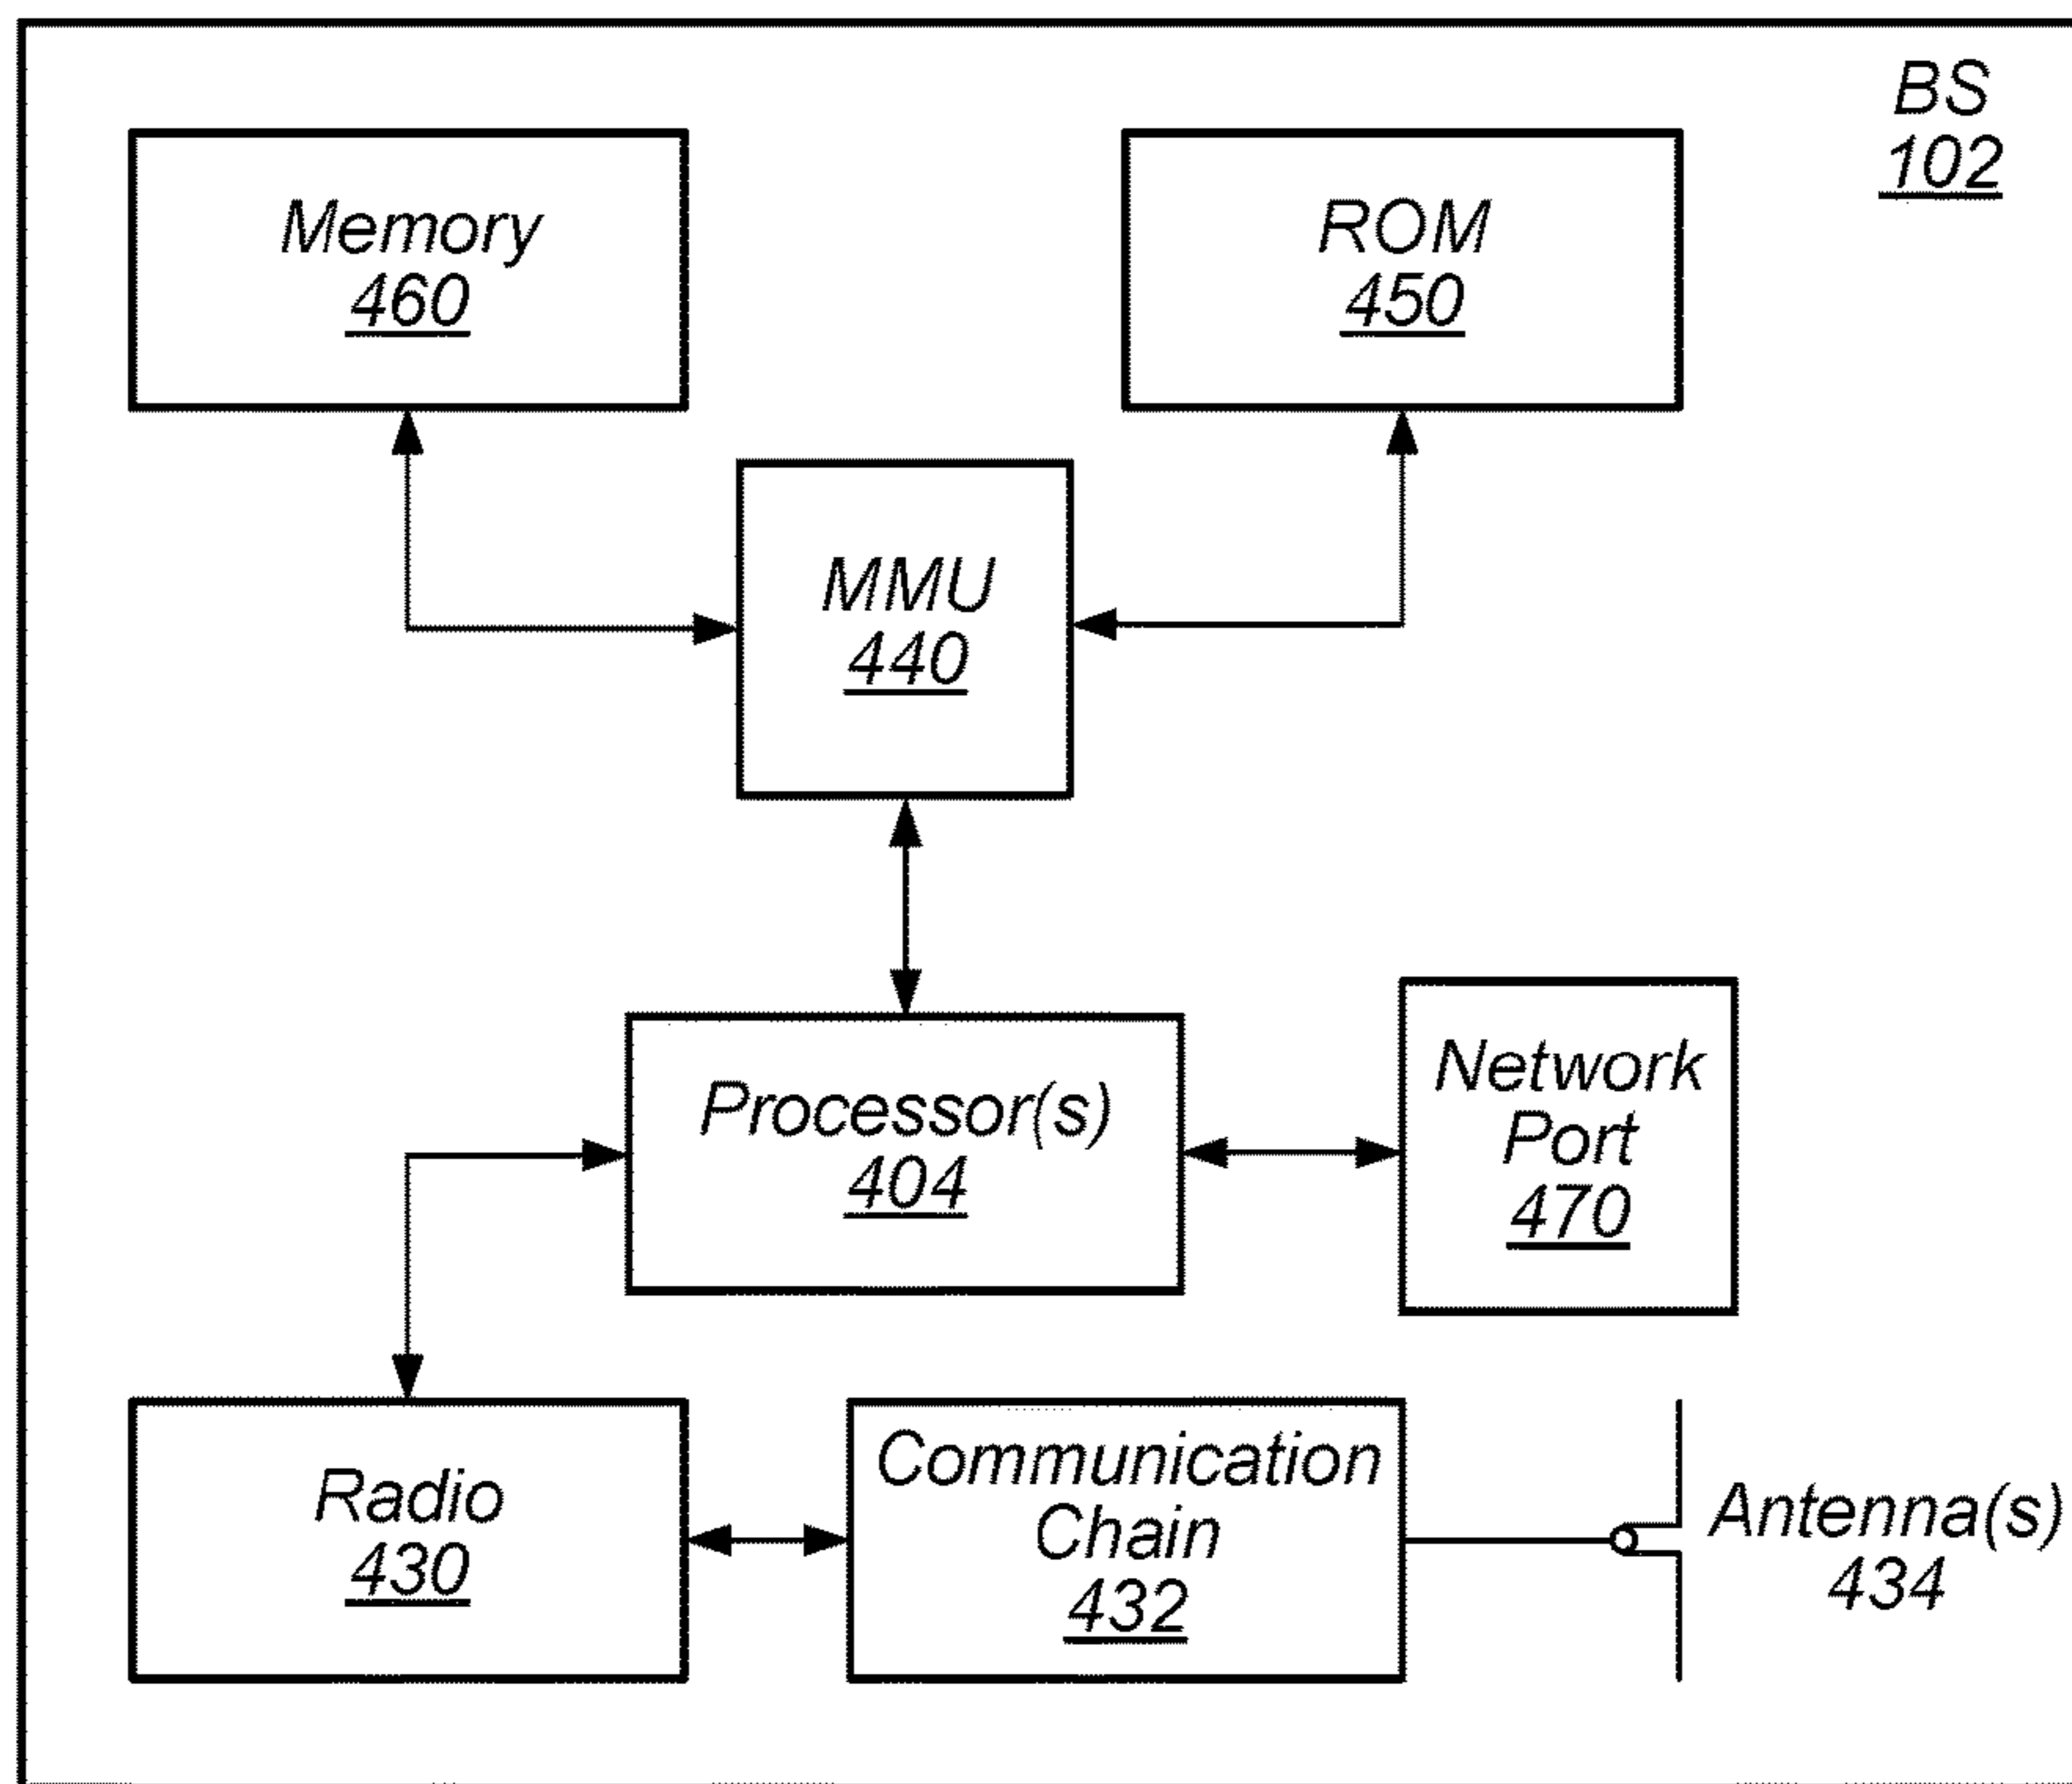 BS
102
Memory
460
ROM
450
MMU
440
Processor(s)
404
Network
Port
470
Radio
430
Communication
Chain
432
Antenna(s)
434